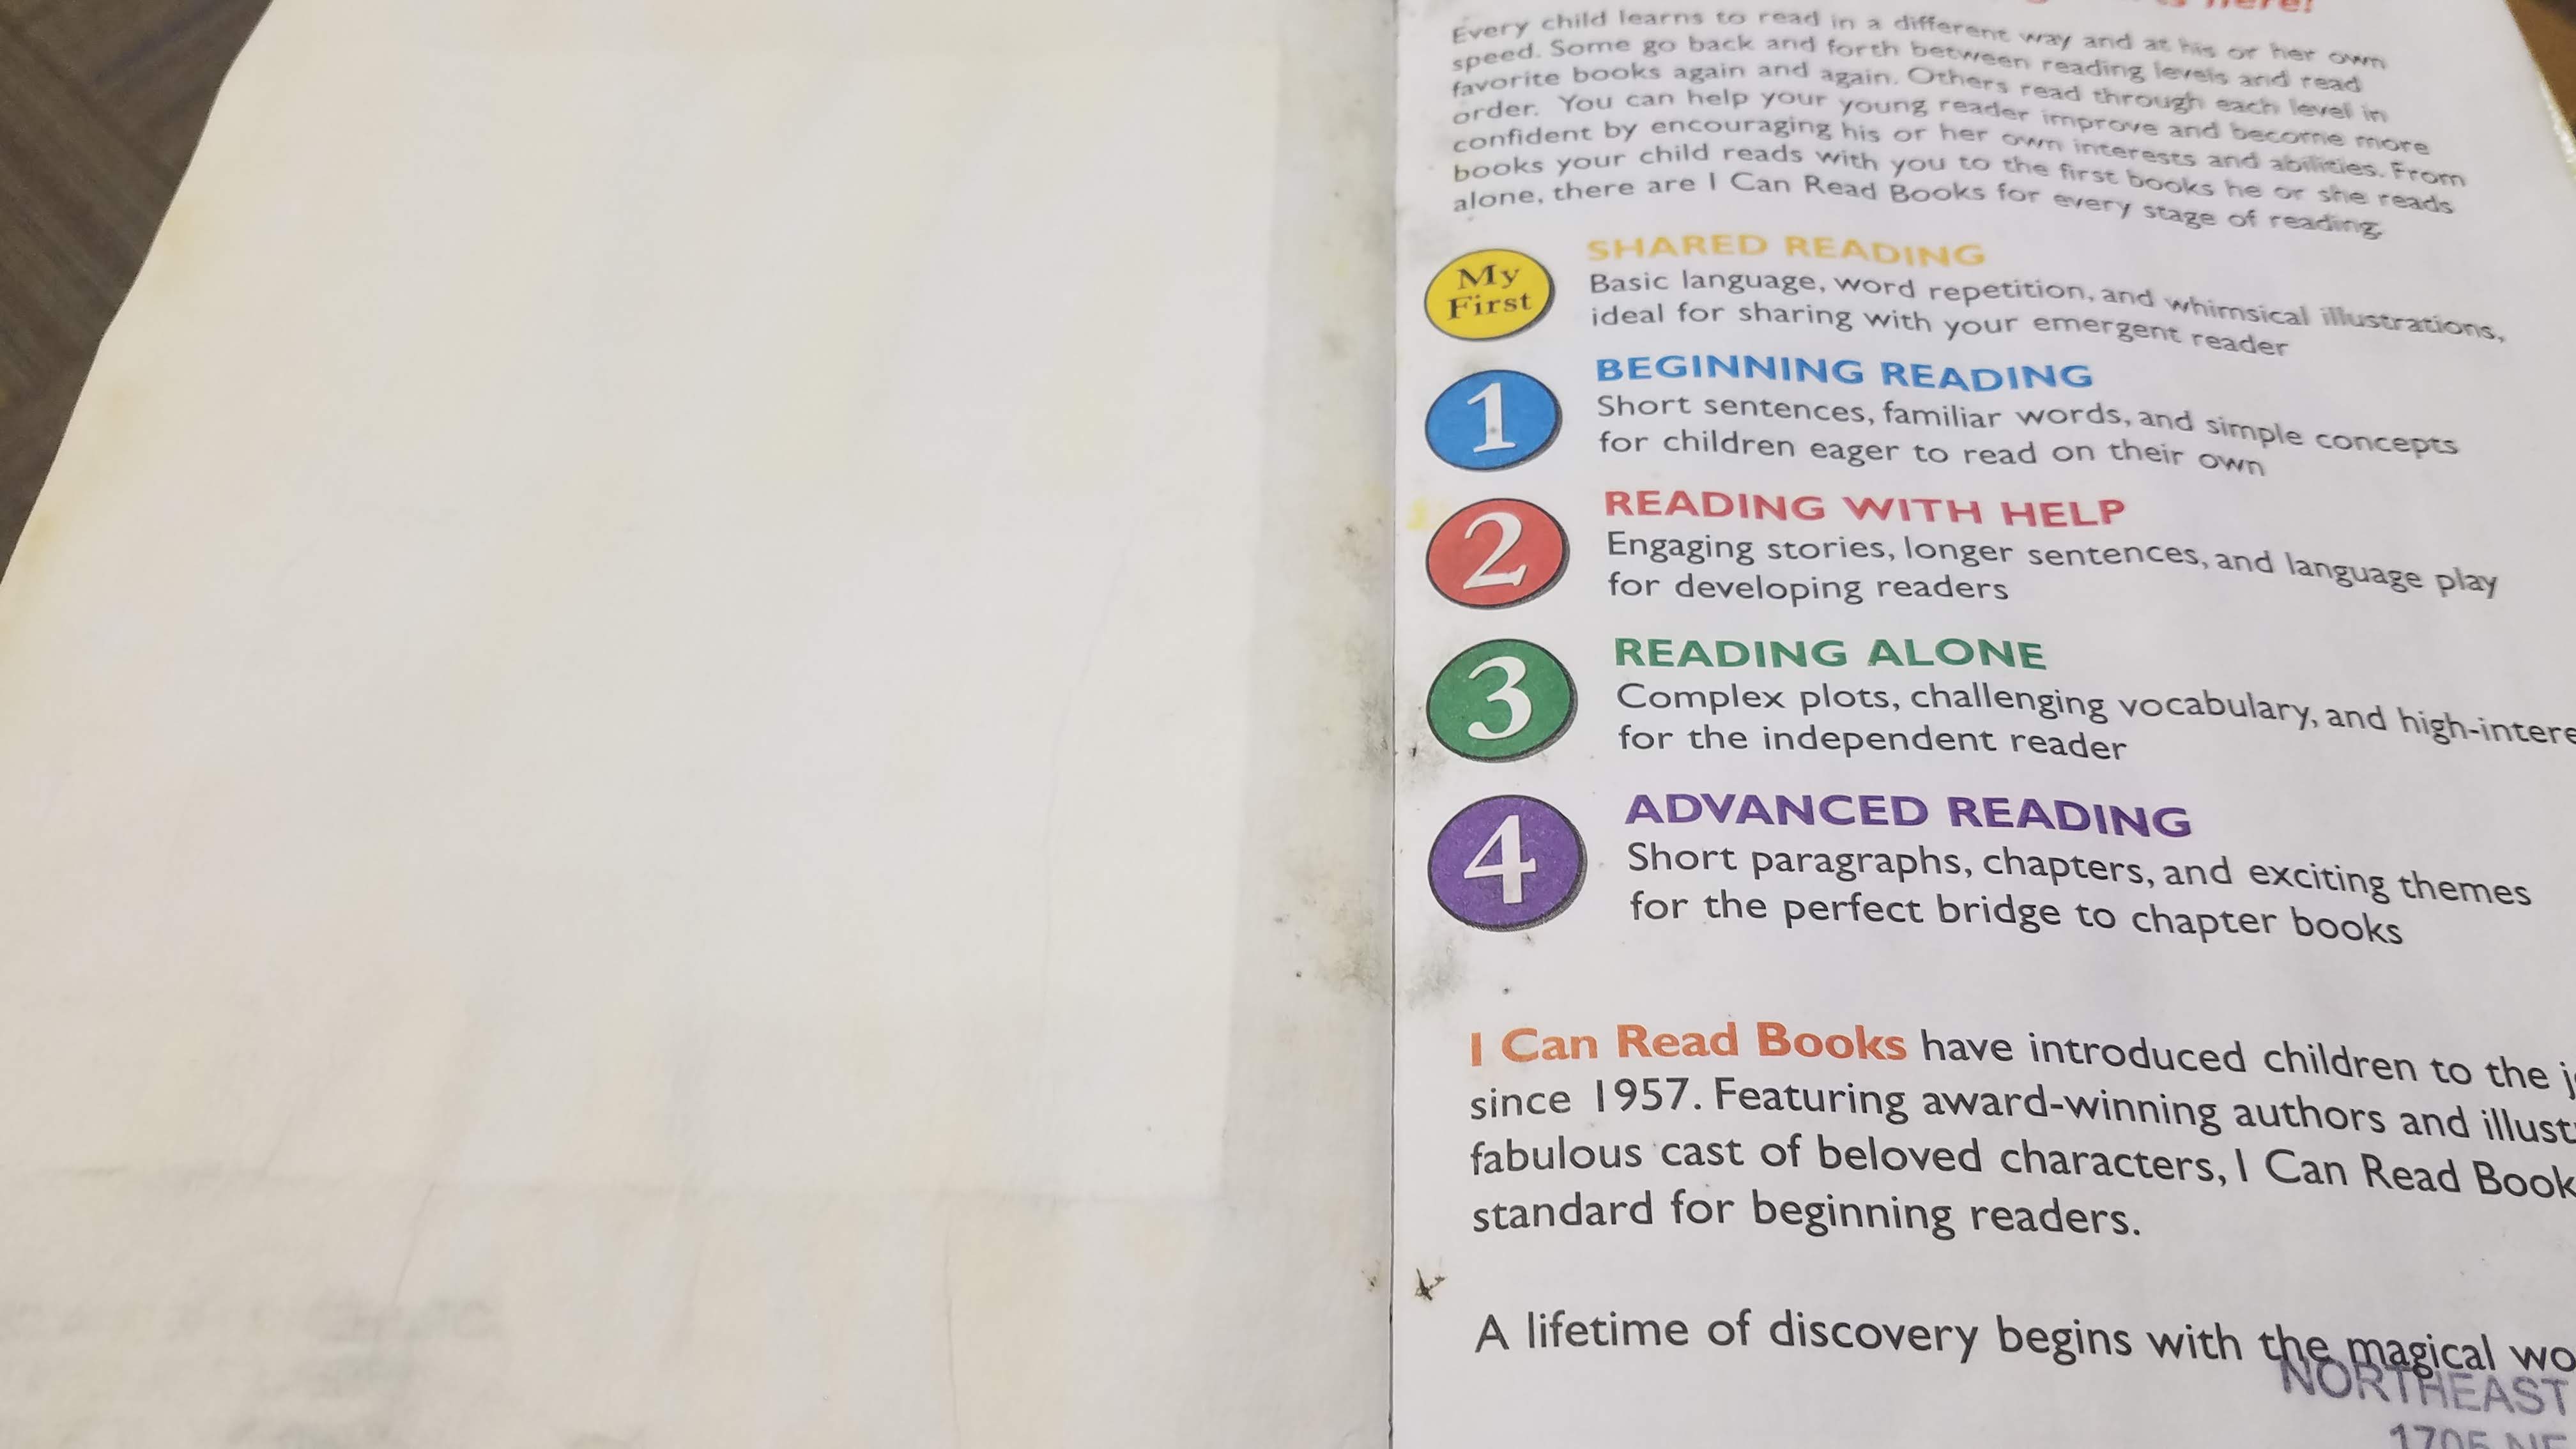 here!
Every child learns to read in a different way and at his or her own
speed. Some go back and forth between reading levels and read
favorite books again and again. Others read through each level in
order. You can help your young reader improve and become more
confident by encouraging his or her own interests and abilities. From
books your child reads with you to the first books he or she reads
alone, there are I Can Read Books for every stage of reading.
My
First
SHARED READING
Basic language, word repetition, and whimsical illustrations,
ideal for sharing with your emergent reader
1
BEGINNING READING
Short sentences, familiar words, and simple concepts
for children eager to read on their own
2
READING WITH HELP
Engaging stories, longer sentences, and language play
for developing readers
3
READING ALONE
Complex plots, challenging vocabulary, and high-intere
for the independent reader
4
ADVANCED READING
Short paragraphs, chapters, and exciting themes
for the perfect bridge to chapter books
I Can Read Books have introduced children to the j
since 1957. Featuring award-winning authors and illust
fabulous cast of beloved characters, I Can Read Book
standard for beginning readers.
A lifetime of discovery begins with the magical wo
NORTHEAST
1705 NE